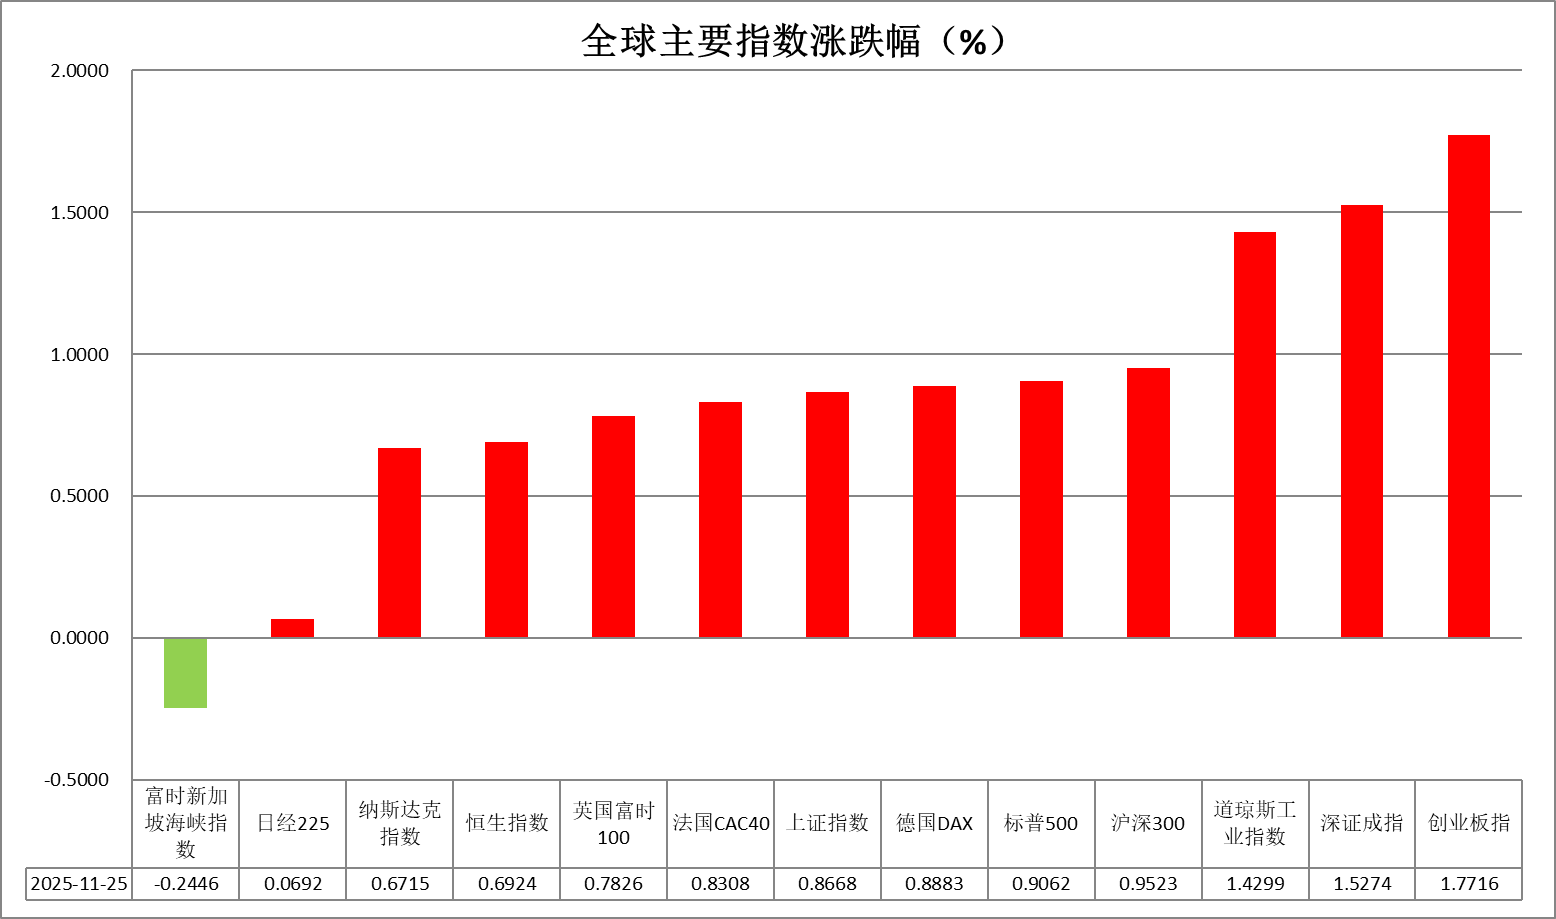 全球主要指数涨跌幅（%）
2.0000
1.5000
1.0000
0.5000
0.0000
-0.5000
富时新加
坡海峡指
数
日经225
纳斯达克
指数
恒生指数
英国富时
100
法国CAC40
上证指数
德国DAX
标普500
沪深300
道琼斯工
业指数
深证成指
创业板指
2025-11-25 -0.2446 0.0692 0.6715 0.6924 0.7826 0.8308 0.8668 0.8883 0.9062 0.9523 1.4299 1.5274 1.7716